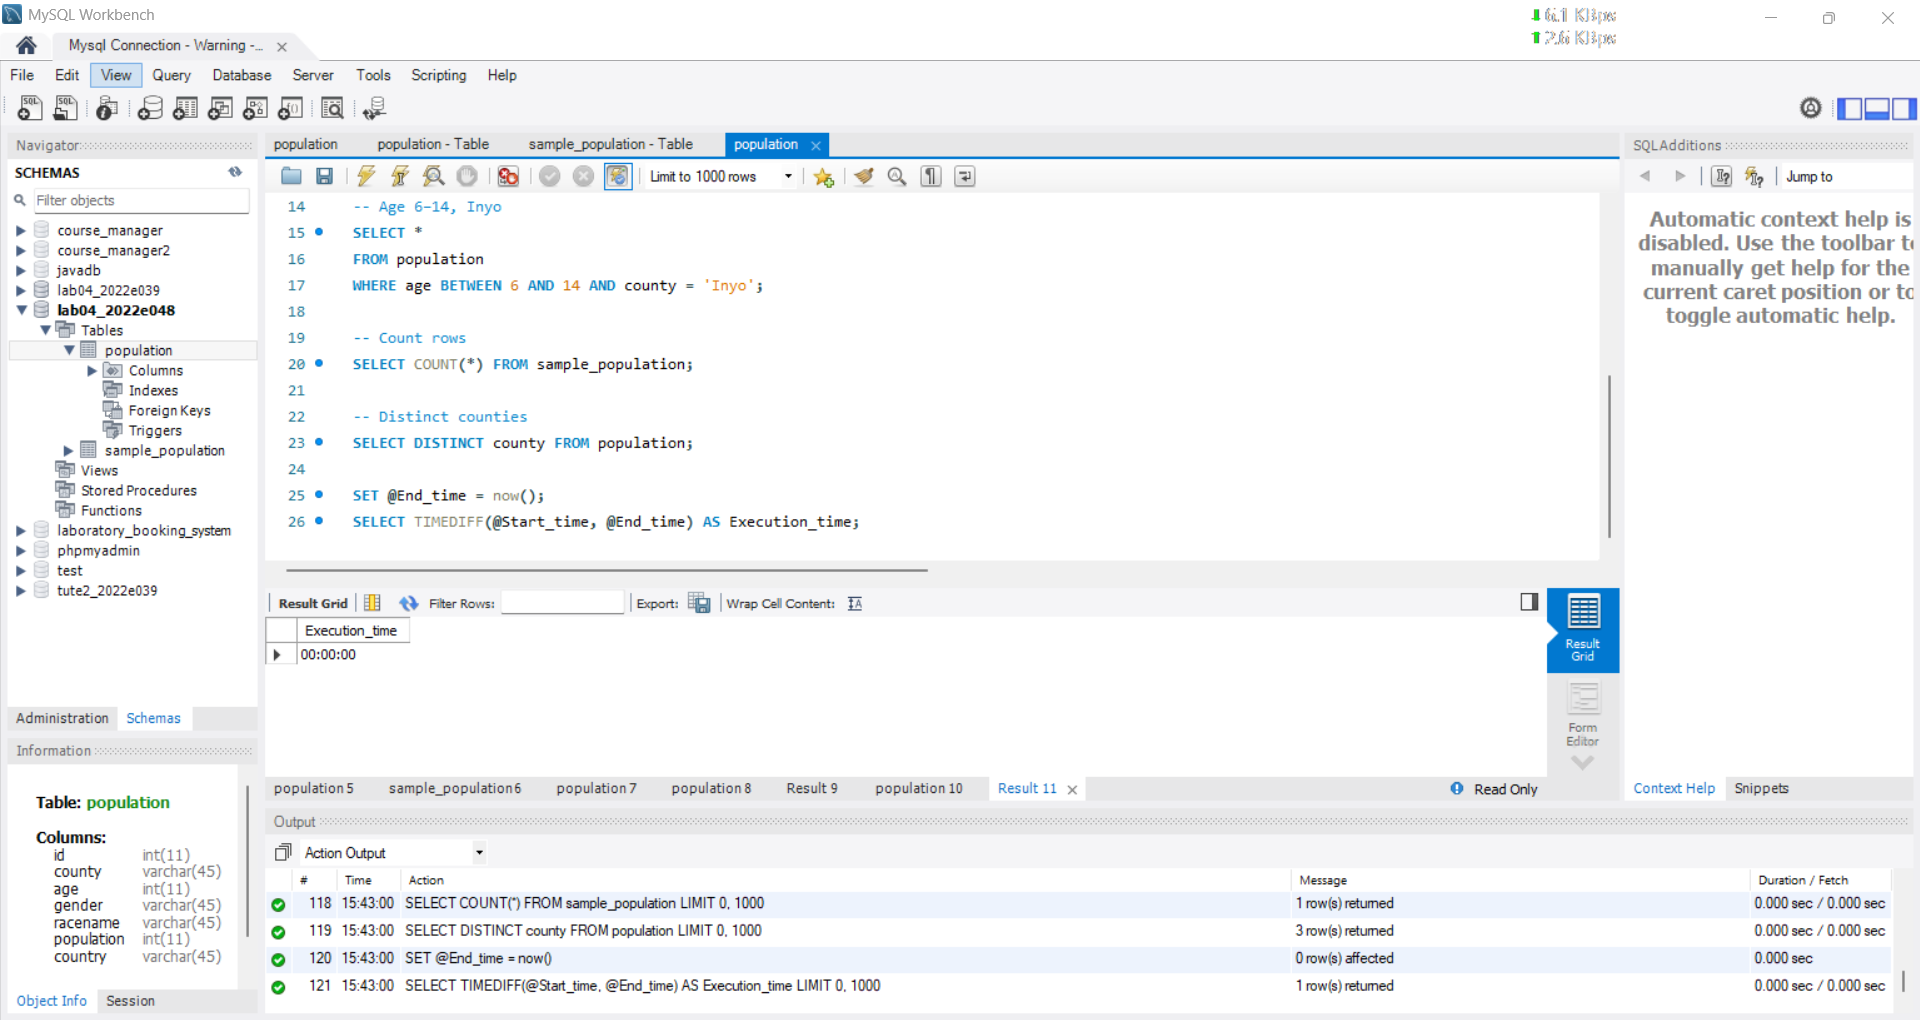 MySQL Workbench
6.1 KBps
2.6 KBps
Mysql Connection - Warning -...
File Edit View Query Database Server Tools Scripting Help
Navigator
SCHEMAS
Filter objects
course_manager
course_manager2
javadb
lab04_2022e039
lab04_2022e048
Tables
population
Columns
Indexes
Foreign Keys
Triggers
sample_population
Views
Stored Procedures
Functions
laboratory_booking_system
phpmyadmin
test
tute2_2022e039
Administration Schemas
Information
Table: population
Columns:
id int(11)
county varchar(45)
age int(11)
gender varchar(45)
racename varchar(45)
population int(11)
country varchar(45)
Object Info Session
population population - Table sample_population - Table population
Limit to 1000 rows
14 -- Age 6–14, Inyo
15 SELECT *
16 FROM population
17 WHERE age BETWEEN 6 AND 14 AND county = 'Inyo';
18
19 -- Count rows
20 SELECT COUNT(*) FROM sample_population;
21
22 -- Distinct counties
23 SELECT DISTINCT county FROM population;
24
25 SET @End_time = now();
26 SELECT TIMEDIFF(@Start_time, @End_time) AS Execution_time;
Result Grid Filter Rows: Export: Wrap Cell Content:
Execution_time
00:00:00
Result
Grid
Form
Editor
population 5 sample_population 6 population 7 population 8 Result 9 population 10 Result 11 Read Only
Output
Action Output
# Time Action Message Duration / Fetch
118 15:43:00 SELECT COUNT(*) FROM sample_population LIMIT 0, 1000 1 row(s) returned 0.000 sec / 0.000 sec
119 15:43:00 SELECT DISTINCT county FROM population LIMIT 0, 1000 3 row(s) returned 0.000 sec / 0.000 sec
120 15:43:00 SET @End_time = now() 0 row(s) affected 0.000 sec
121 15:43:00 SELECT TIMEDIFF(@Start_time, @End_time) AS Execution_time LIMIT 0, 1000 1 row(s) returned 0.000 sec / 0.000 sec
SQLAdditions
Jump to
Automatic context help is
disabled. Use the toolbar to
manually get help for the
current caret position or to
toggle automatic help.
Context Help Snippets